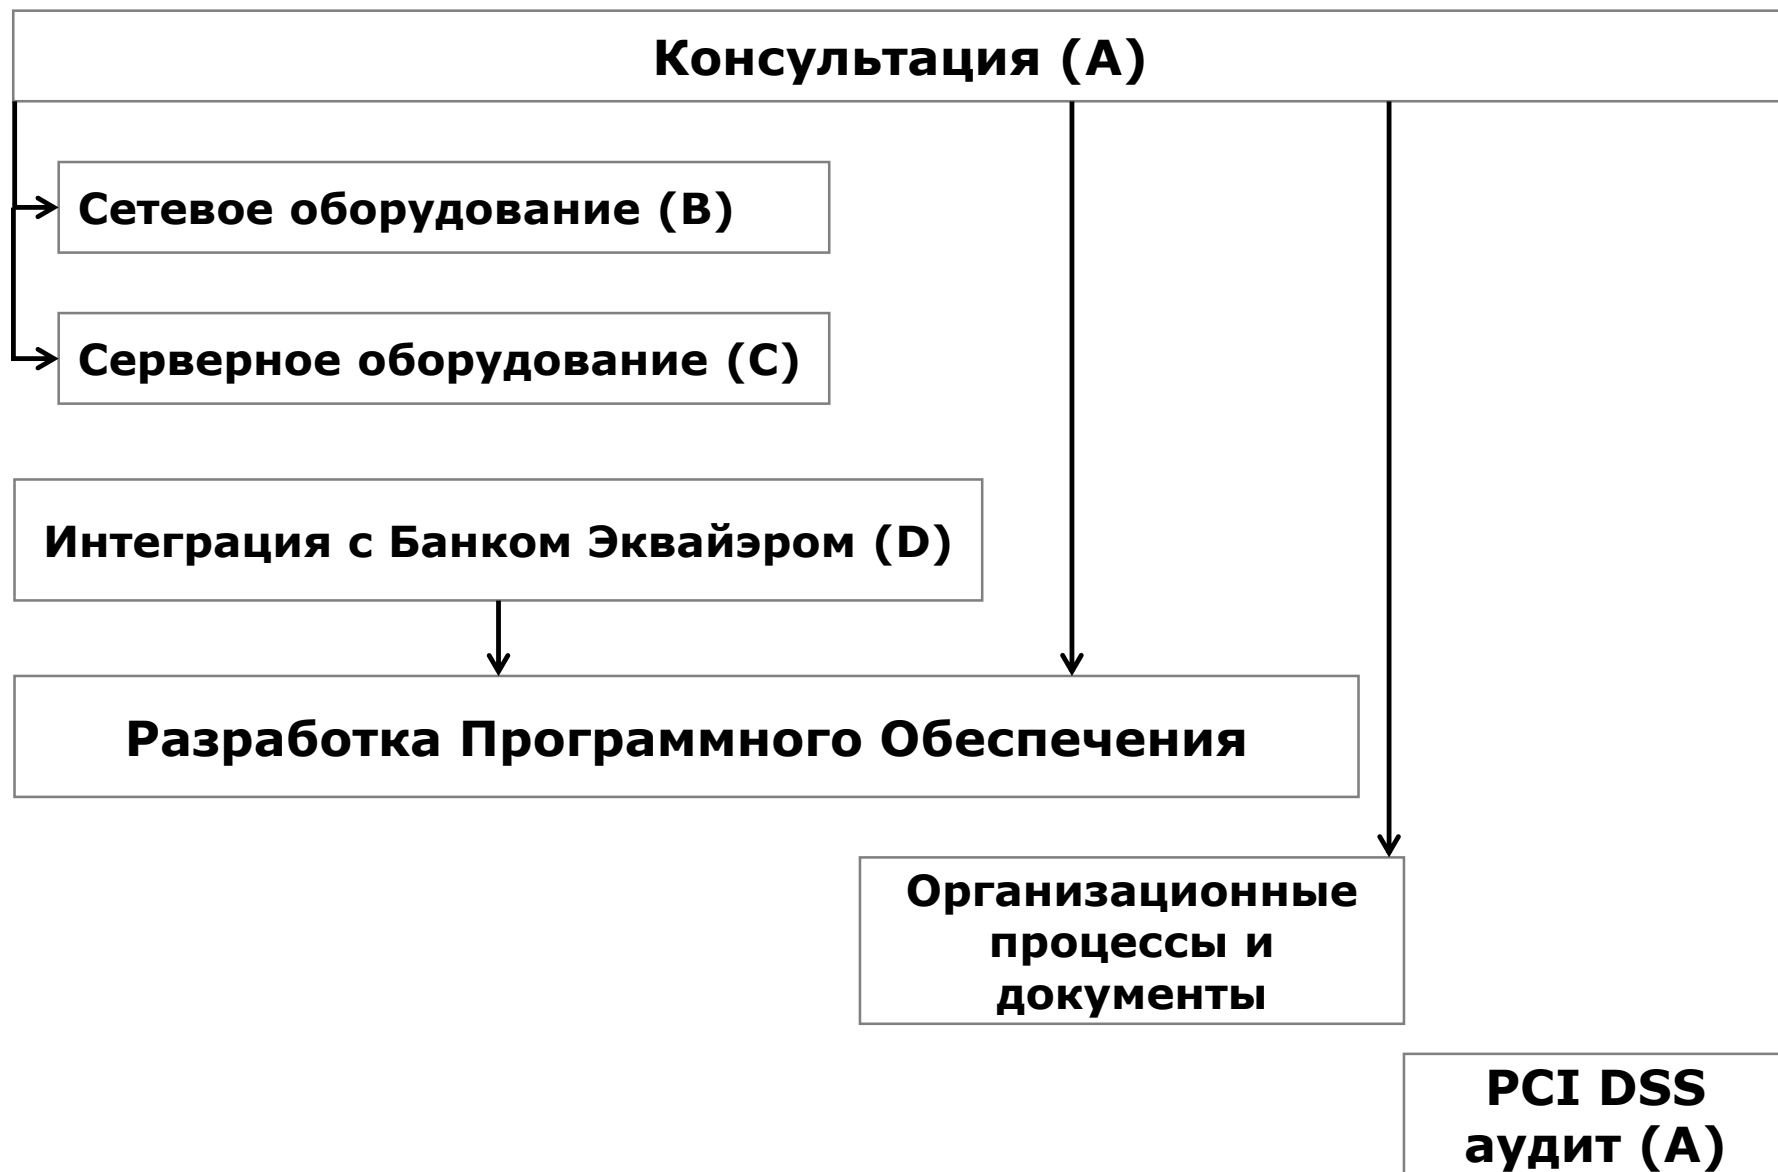 Консультация (A)
Сетевое оборудование (B)
Серверное оборудование (C)
Интеграция с Банком Эквайэром (D)
Разработка Программного Обеспечения
Организационные
процессы и
документы
PCI DSS
аудит (A)